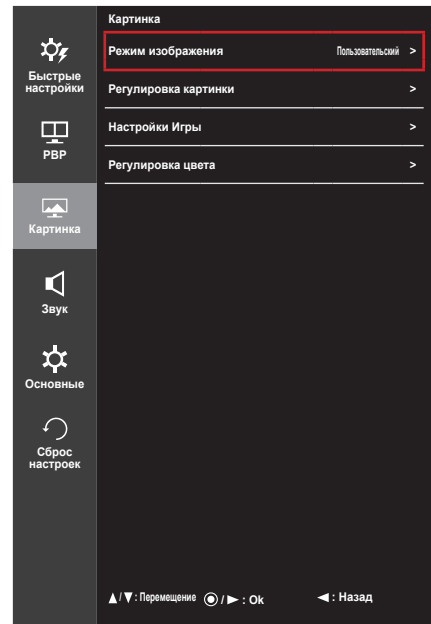 Картинка
Режим изображения Пользовательский >
Регулировка картинки >
Настройки Игры >
Регулировка цвета >
Быстрые
настройки
PBP
Картинка
Звук
Основные
Сброс
настроек
▲/▼: Перемещение ◉/►: Ok ◄: Назад